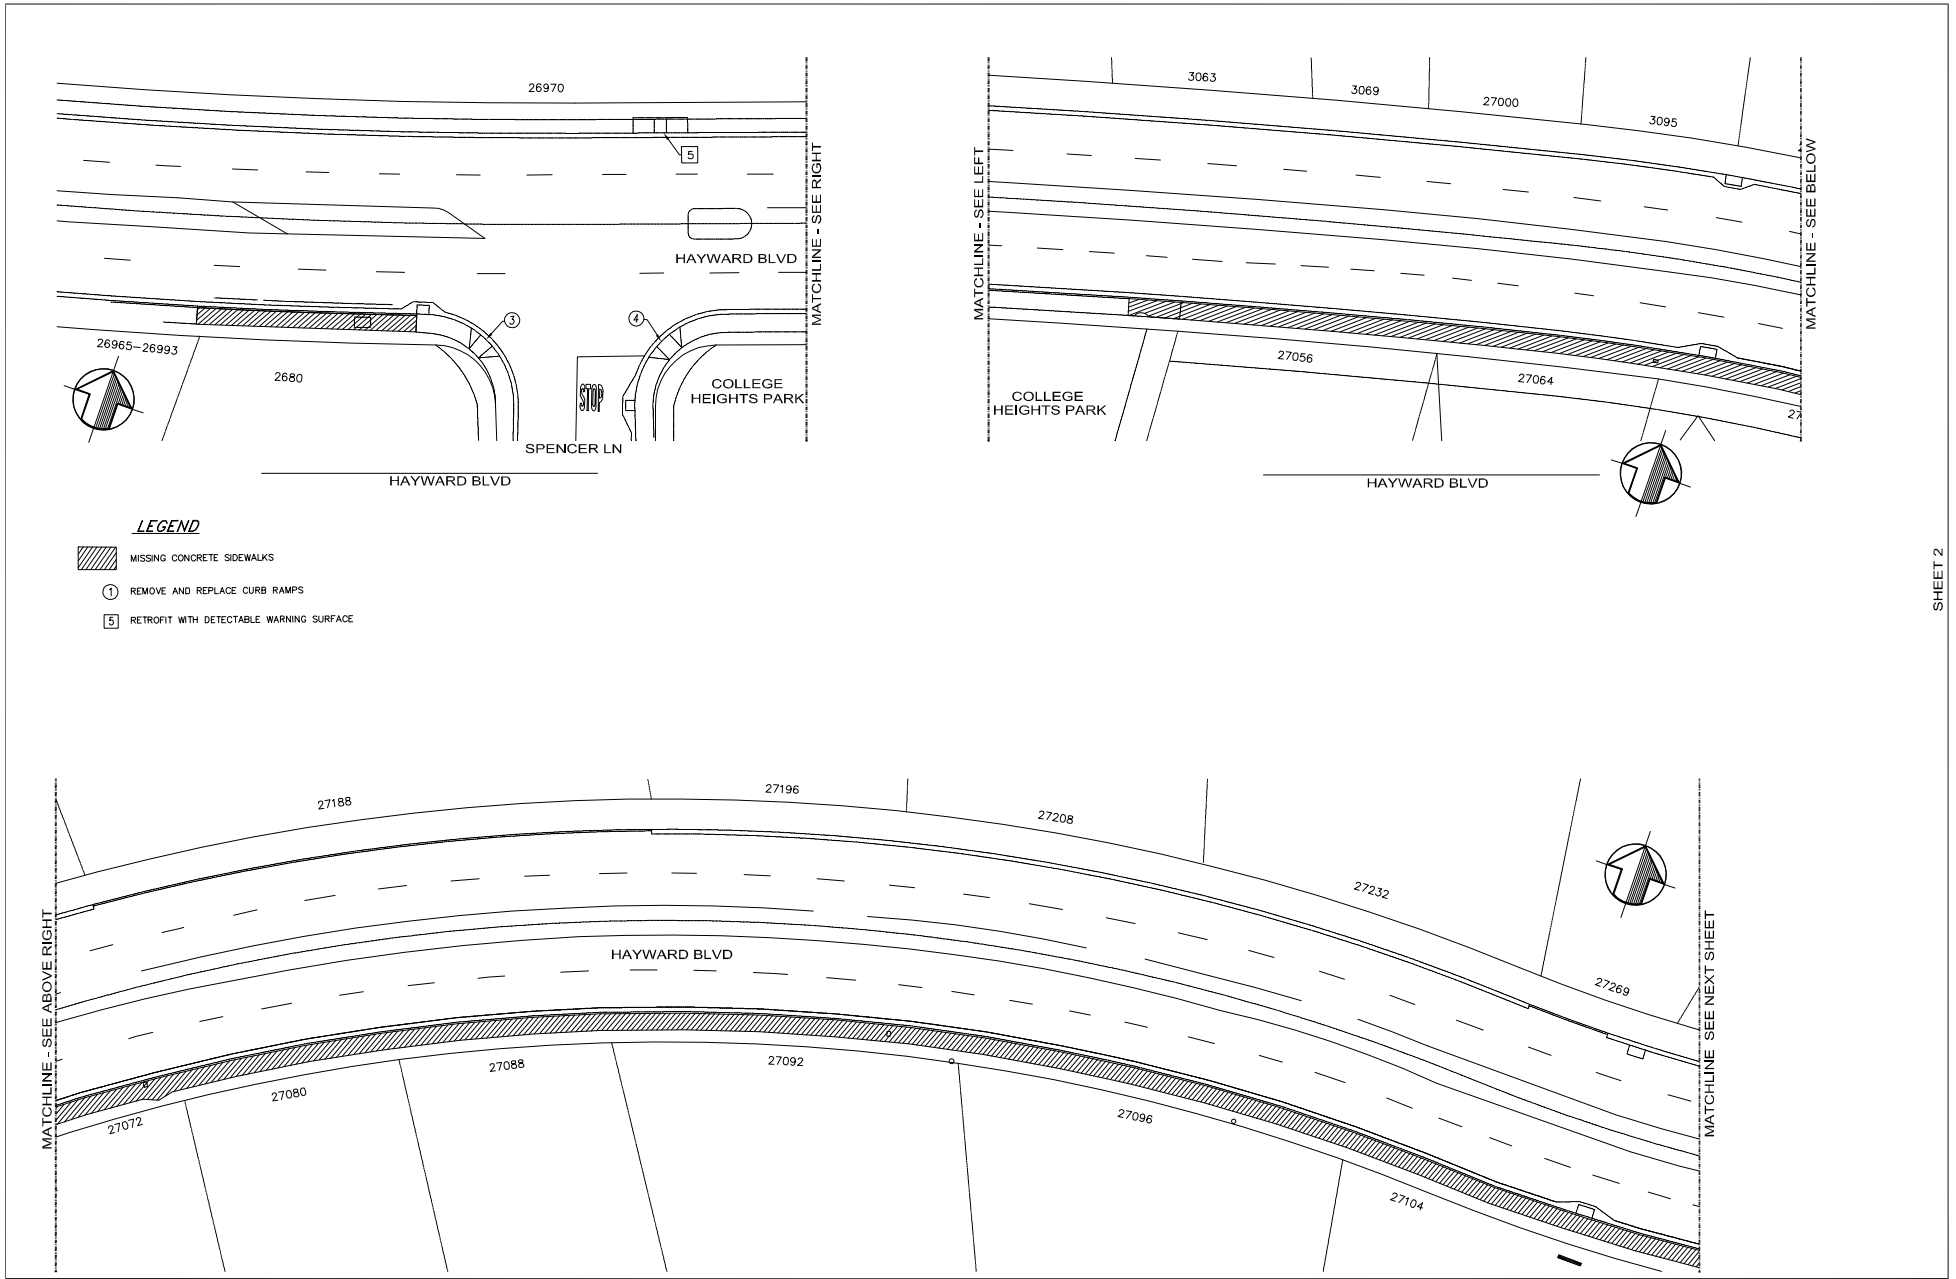 26970
5
MATCHLINE - SEE RIGHT
HAYWARD BLVD
3
4
26965-26993
2680
STOP
COLLEGE
HEIGHTS PARK
SPENCER LN
HAYWARD BLVD
MATCHLINE - SEE LEFT
3063
3069
27000
3095
MATCHLINE - SEE BELOW
27056
27064
27
COLLEGE
HEIGHTS PARK
HAYWARD BLVD
LEGEND
MISSING CONCRETE SIDEWALKS
1 REMOVE AND REPLACE CURB RAMPS
5 RETROFIT WITH DETECTABLE WARNING SURFACE
SHEET 2
MATCHLINE - SEE ABOVE RIGHT
27188
27196
27208
27232
27269
HAYWARD BLVD
27072
27080
27088
27092
27096
27104
MATCHLINE SEE NEXT SHEET